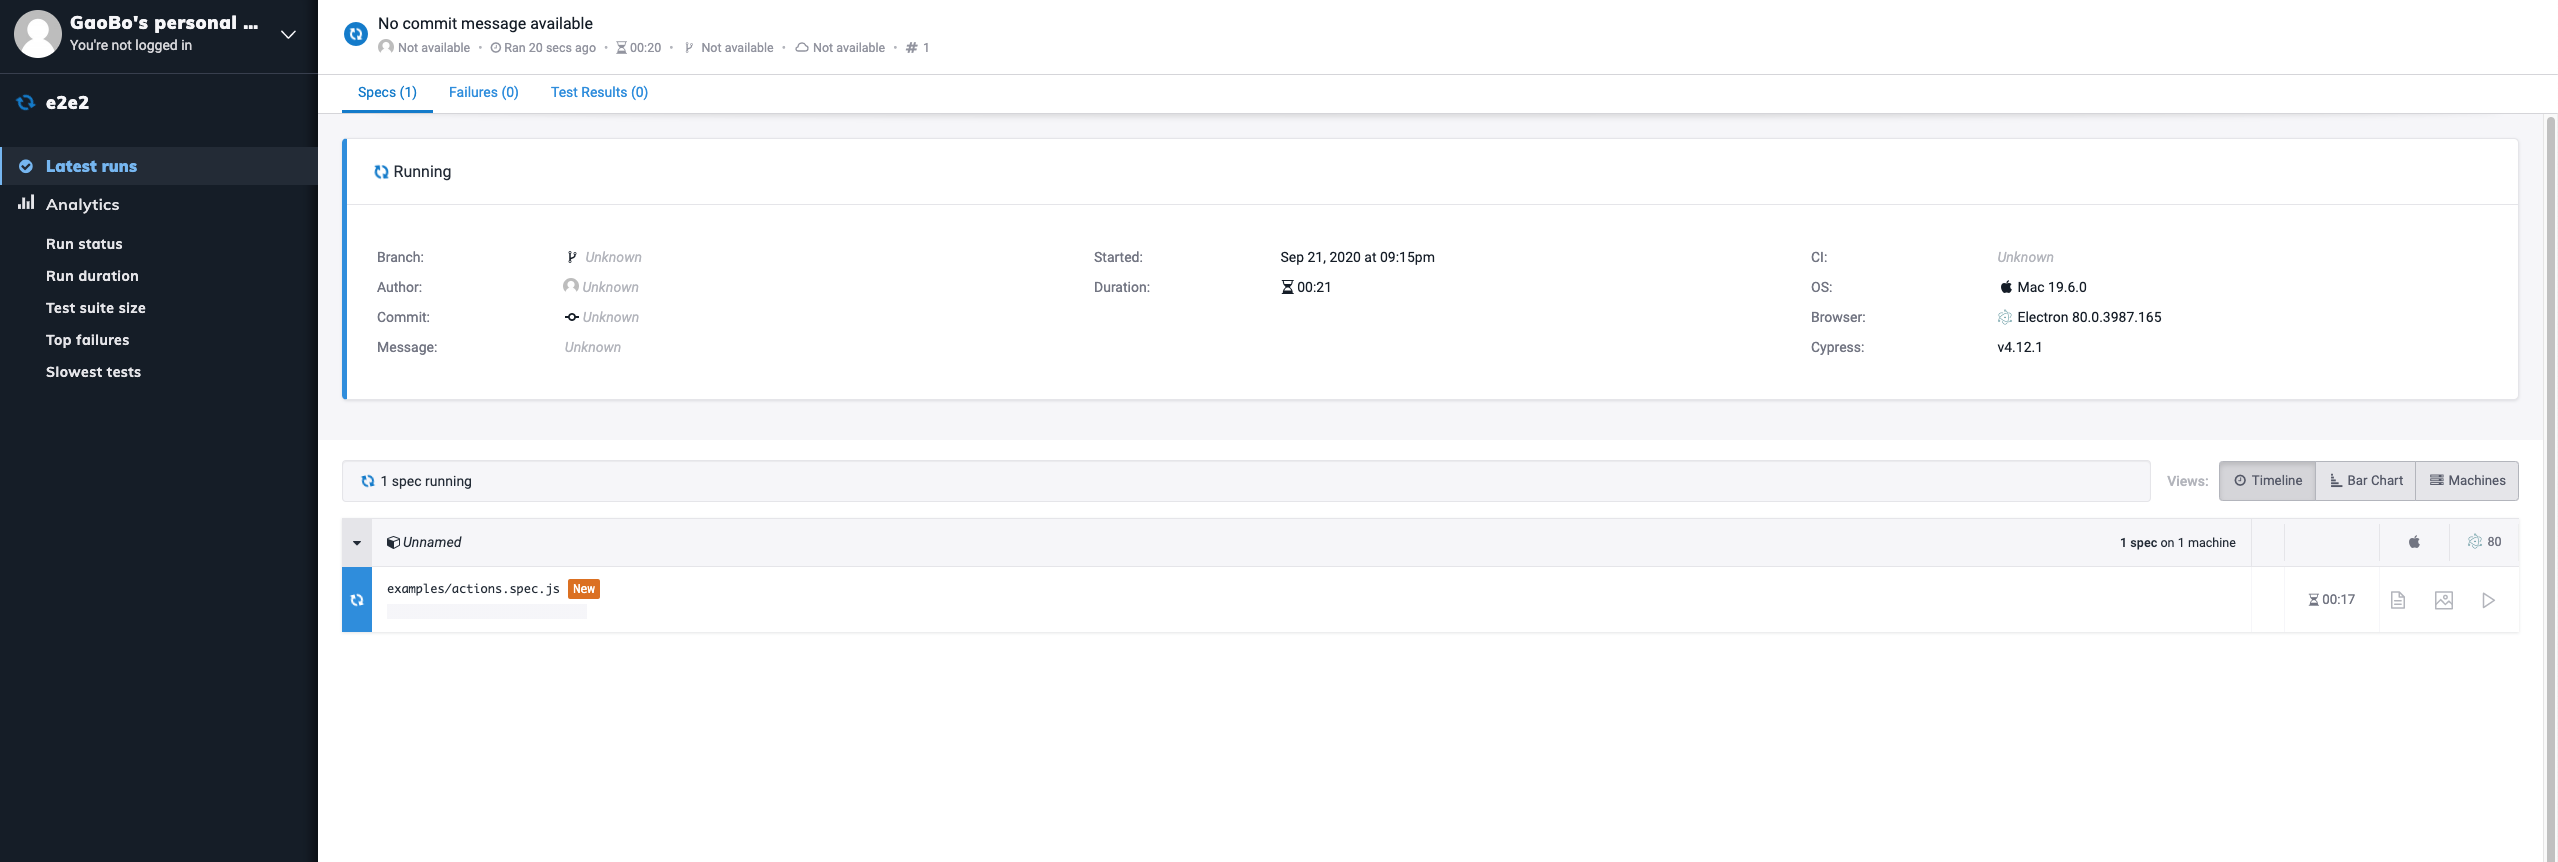 GaoBo's personal ...
You're not logged in
e2e2
Latest runs
Analytics
Run status
Run duration
Test suite size
Top failures
Slowest tests
No commit message available
Not available • Ran 20 secs ago • 00:20 • Not available • Not available • # 1
Specs (1) Failures (0) Test Results (0)
Running
Branch: Unknown
Author: Unknown
Commit: Unknown
Message: Unknown
Started: Sep 21, 2020 at 09:15pm
Duration: 00:21
CI: Unknown
OS: Mac 19.6.0
Browser: Electron 80.0.3987.165
Cypress: v4.12.1
1 spec running
Views: Timeline Bar Chart Machines
Unnamed 1 spec on 1 machine 80
examples/actions.spec.js New 00:17